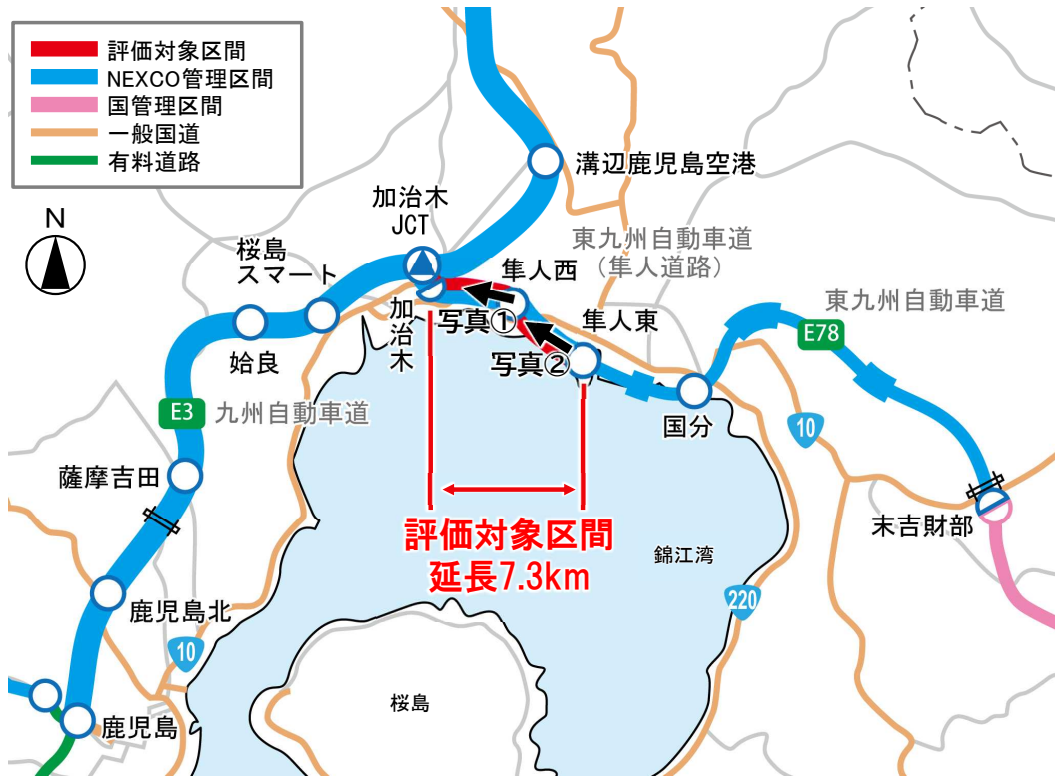 評価対象区間
NEXCO管理区間
国管理区間
一般国道
有料道路
N
溝辺鹿児島空港
加治木
JCT
桜島
スマート
東九州自動車道
(隼人道路)
隼人西
東九州自動車道
E78
加治木
写真①
隼人東
写真②
姶良
E3
九州自動車道
国分
10
薩摩吉田
評価対象区間
延長7.3km
錦江湾
末吉財部
220
鹿児島北
10
桜島
鹿児島